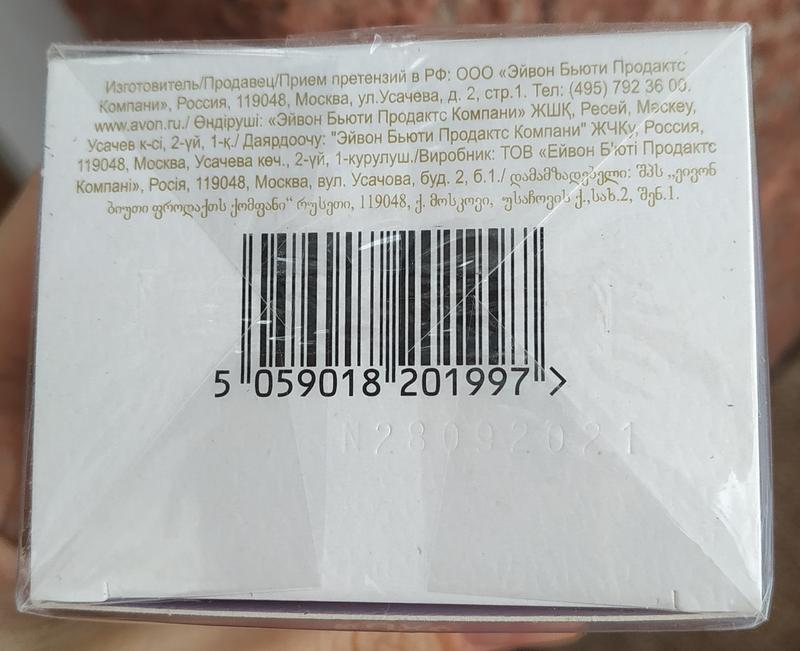 Изготовитель/Продавец/Прием претензий в РФ: ООО «Эйвон Бьюти Продактс
Компани», Россия, 119048, Москва, ул.Усачева, д. 2, стр.1. Тел: (495) 792 36 00.
www.avon.ru./ Өндіруші: «Эйвон Бьюти Продактс Компани» ЖШҚ, Ресей, Мәскеу,
Усачев к-сі, 2-үй, 1-қ./ Даярдоочу: "Эйвон Бьюти Продактс Компани" ЖЧКу, Россия,
119048, Москва, Усачева көч., 2-үй, 1-курулуш./Виробник: ТОВ «Ейвон Б'юті Продактс
Компані», Росія, 119048, Москва, вул. Усачова, буд. 2, б.1./ დამამზადებელი: შპს „ეივონ
ბიუთი ფროდაქთს ქომფანი“ რუსეთი, 119048, ქ. მოსკოვი, უსაჩოვის ქ.,სახ.2, შენ.1.
5 059018 201997 >
N28092021